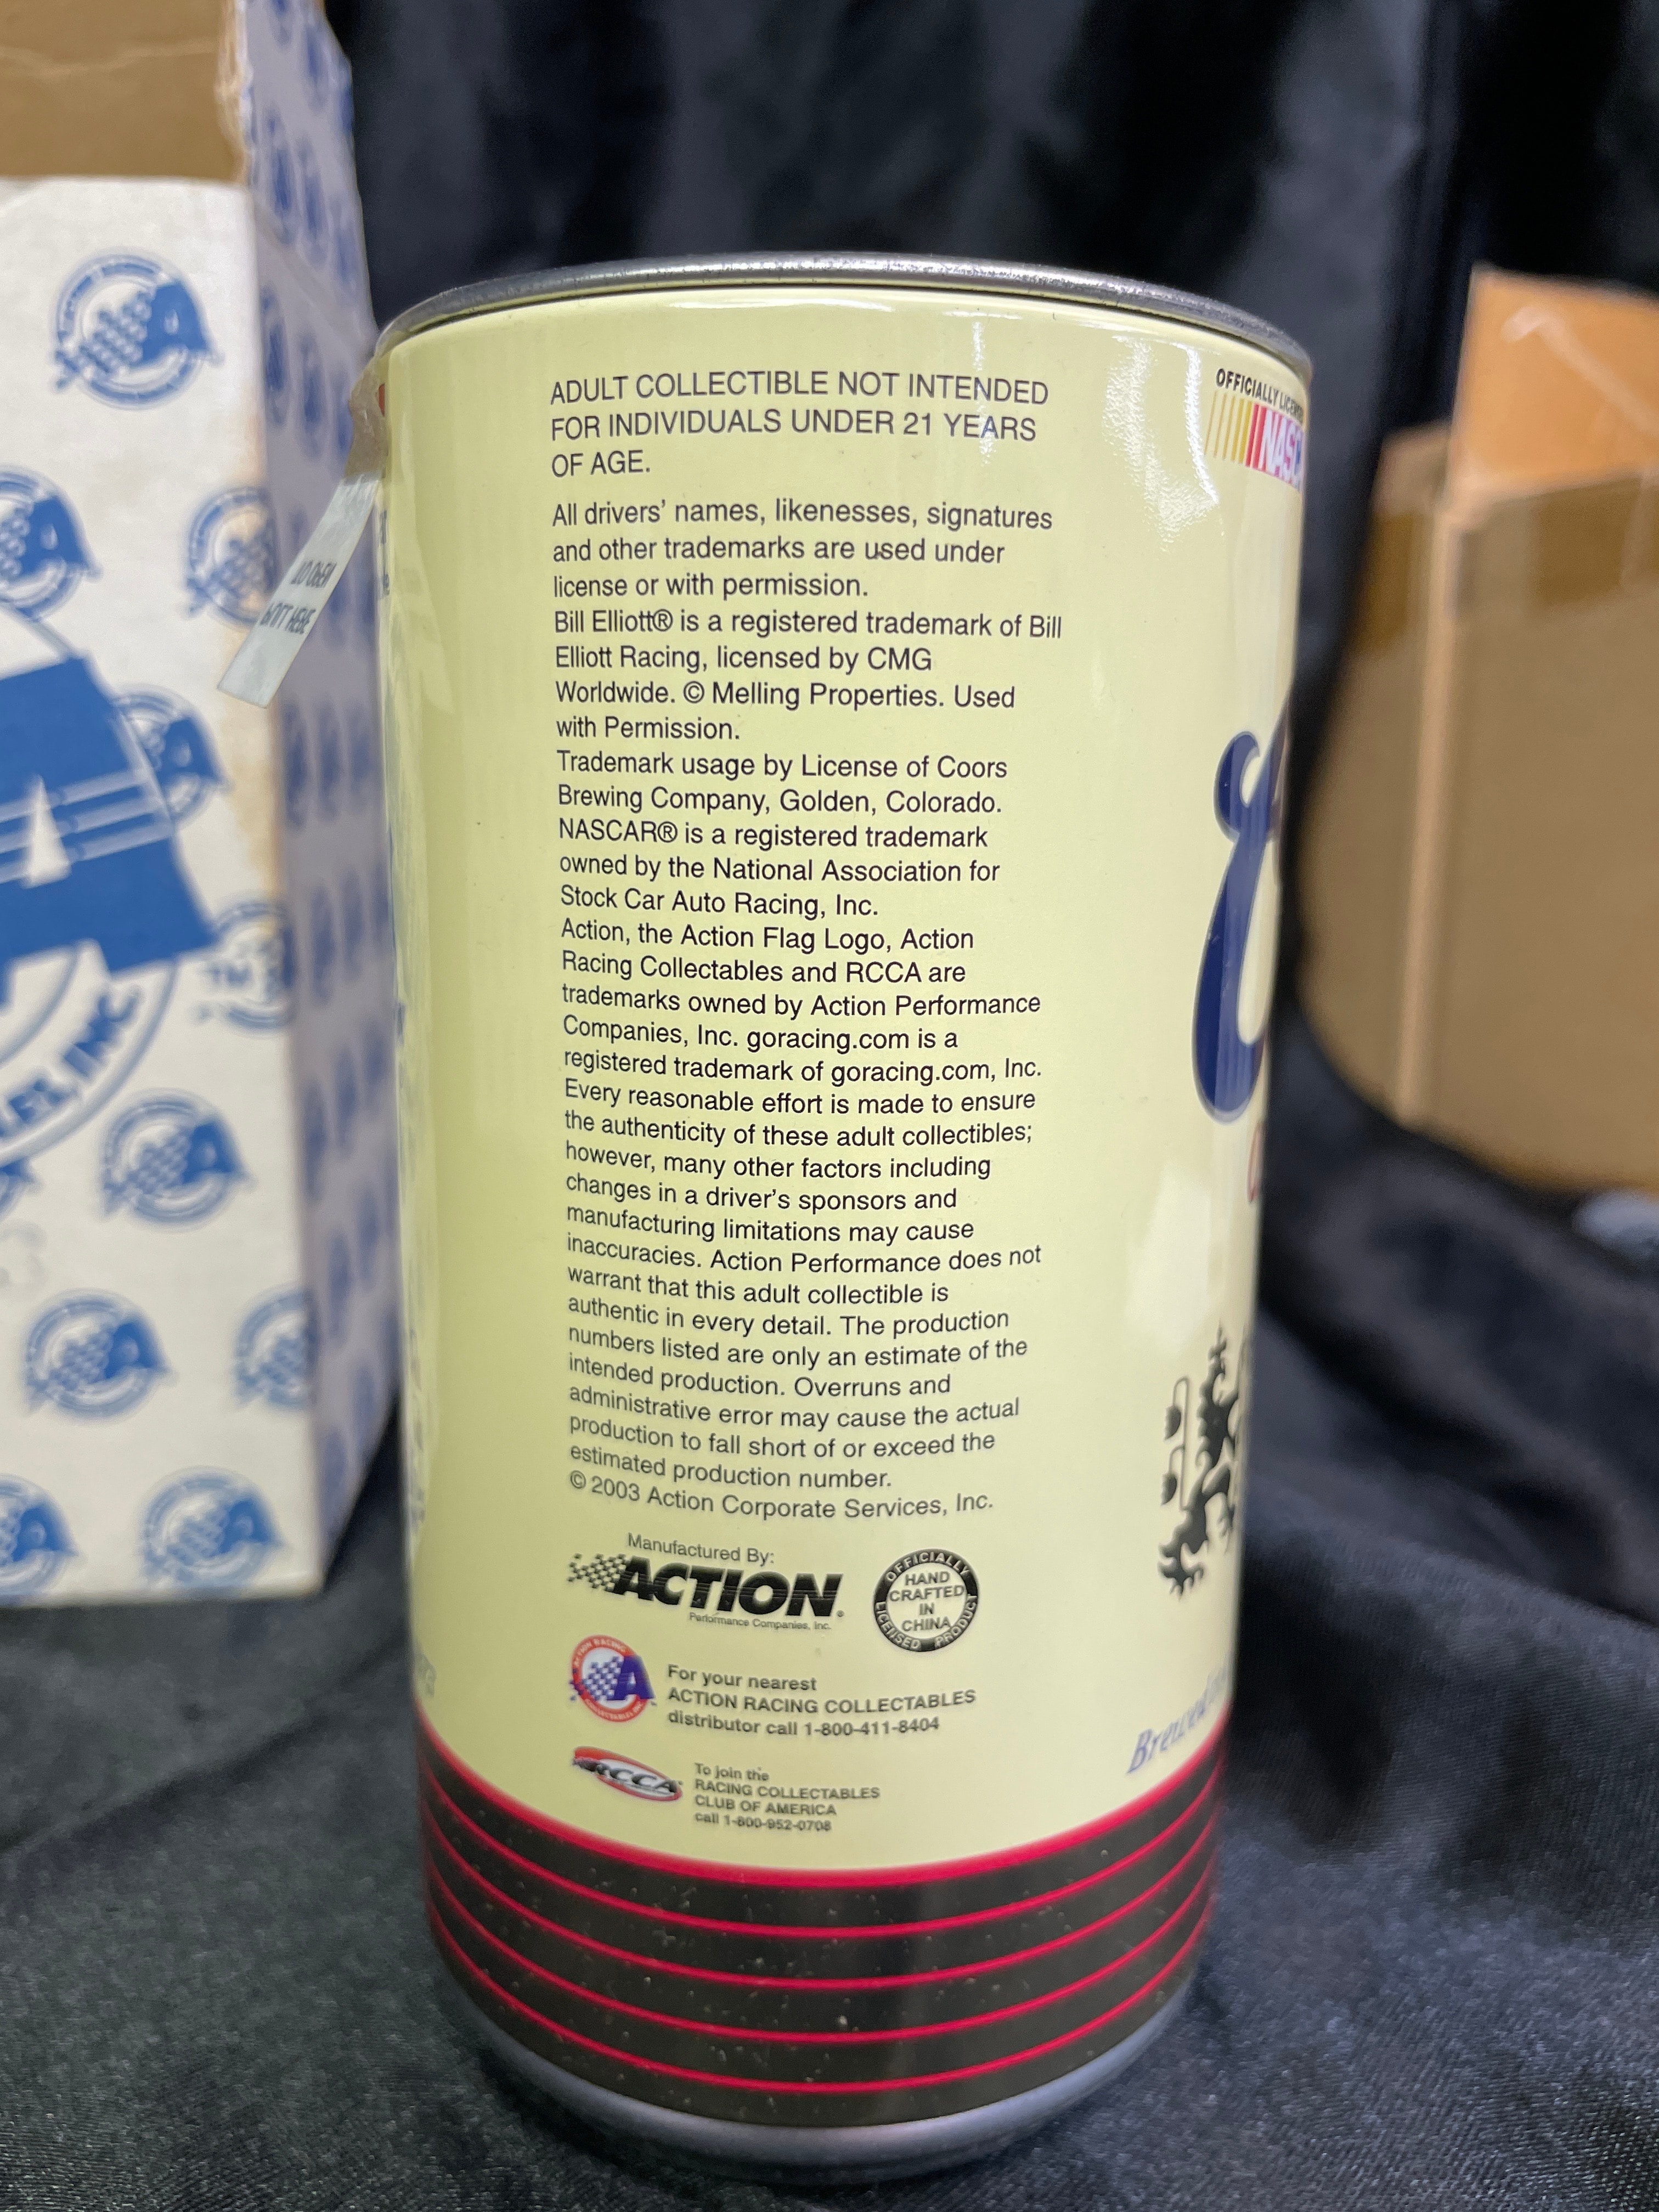 ADULT COLLECTIBLE NOT INTENDED
FOR INDIVIDUALS UNDER 21 YEARS
OF AGE.
All drivers' names, likenesses, signatures
and other trademarks are used under
license or with permission.
Bill Elliott® is a registered trademark of Bill
Elliott Racing, licensed by CMG
Worldwide. © Melling Properties. Used
with Permission.
Trademark usage by License of Coors
Brewing Company, Golden, Colorado.
NASCAR® is a registered trademark
owned by the National Association for
Stock Car Auto Racing, Inc.
Action, the Action Flag Logo, Action
Racing Collectables and RCCA are
trademarks owned by Action Performance
Companies, Inc. goracing.com is a
registered trademark of goracing.com, Inc.
Every reasonable effort is made to ensure
the authenticity of these adult collectibles;
however, many other factors including
changes in a driver's sponsors and
manufacturing limitations may cause
inaccuracies. Action Performance does not
warrant that this adult collectible is
authentic in every detail. The production
numbers listed are only an estimate of the
intended production. Overruns and
administrative error may cause the actual
production to fall short of or exceed the
estimated production number.
© 2003 Action Corporate Services, Inc.
Manufactured By:
ACTION
Performance Companies, Inc.
OFFICIALLY LICENSED PRODUCT
HAND
CRAFTED
IN
CHINA
For your nearest
ACTION RACING COLLECTABLES
distributor call 1-800-411-8404
RCCA
To join the
RACING COLLECTABLES
CLUB OF AMERICA
call 1-800-952-0708
OFFICIALLY
NASC
TO OPEN
PULL HERE
INC
TM